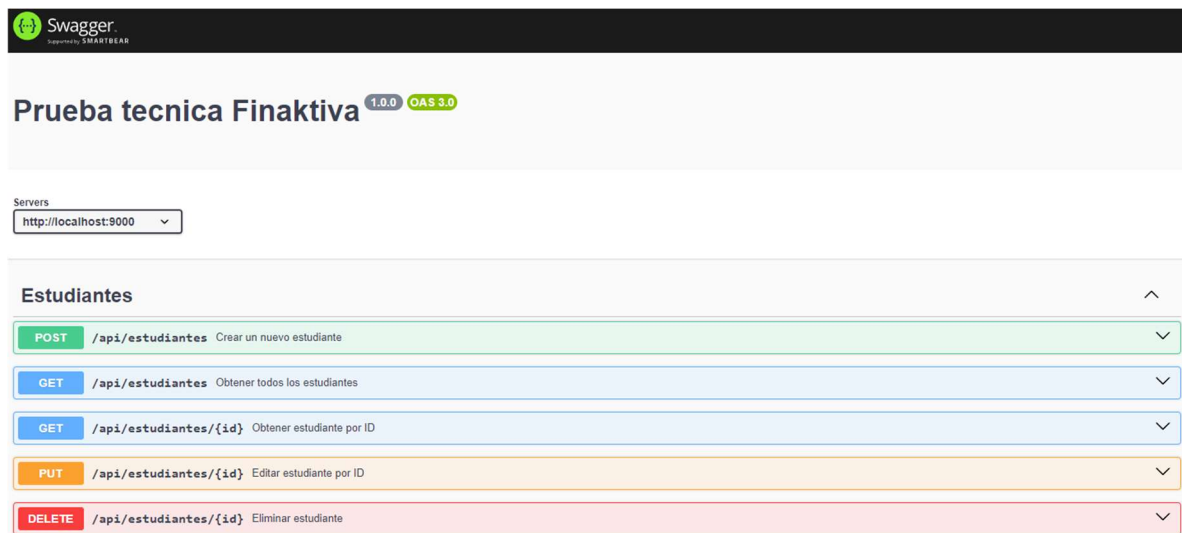 {··} Swagger.
Supported by SMARTBEAR
Prueba tecnica Finaktiva 1.0.0 OAS 3.0
Servers
http://localhost:9000
Estudiantes
POST /api/estudiantes Crear un nuevo estudiante
GET /api/estudiantes Obtener todos los estudiantes
GET /api/estudiantes/{id} Obtener estudiante por ID
PUT /api/estudiantes/{id} Editar estudiante por ID
DELETE /api/estudiantes/{id} Eliminar estudiante